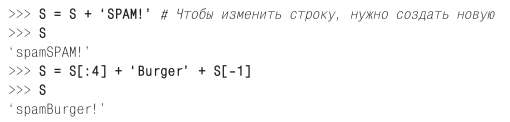 >>> S = S + ‘SPAM!’ # Чтобы изменить строку, нужно создать новую
>>> S
‘spamSPAM!’
>>> S = S[:4] + ‘Burger’ + S[-1]
>>> S
‘spamBurger!’